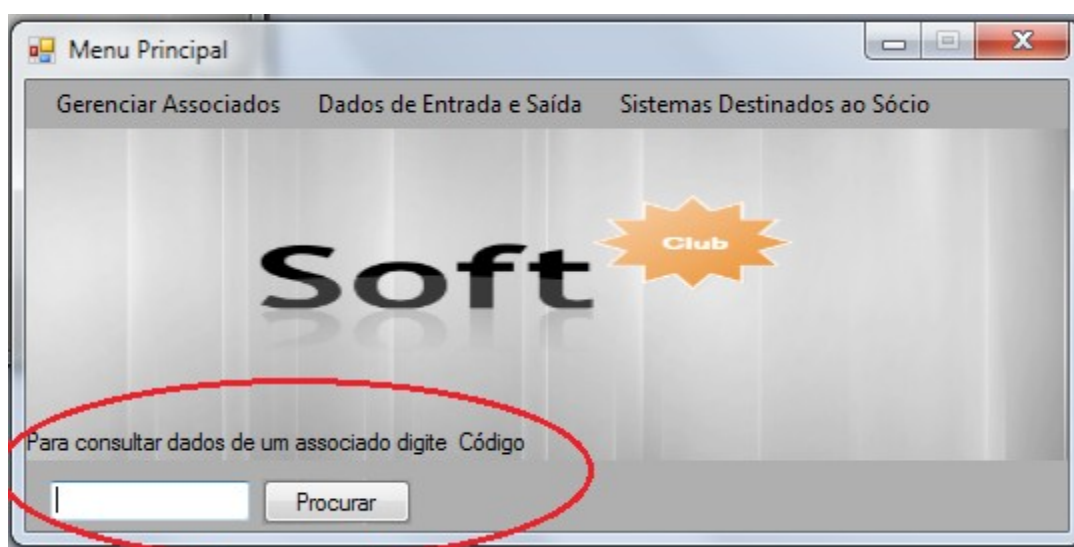 Menu Principal
Gerenciar Associados Dados de Entrada e Saída Sistemas Destinados ao Sócio
Club
Soft
Para consultar dados de um associado digite Código
Procurar